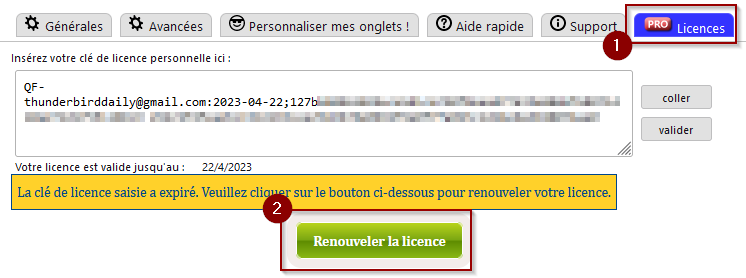 Générales Avancées Personnaliser mes onglets ! Aide rapide Support PRO Licences
1
Insérez votre clé de licence personnelle ici :
QF-
thunderbirddaily@gmail.com:2023-04-22;127b
coller
valider
Votre licence est valide jusqu'au : 22/4/2023
La clé de licence saisie a expiré. Veuillez cliquer sur le bouton ci-dessous pour renouveler votre licence.
2
Renouveler la licence